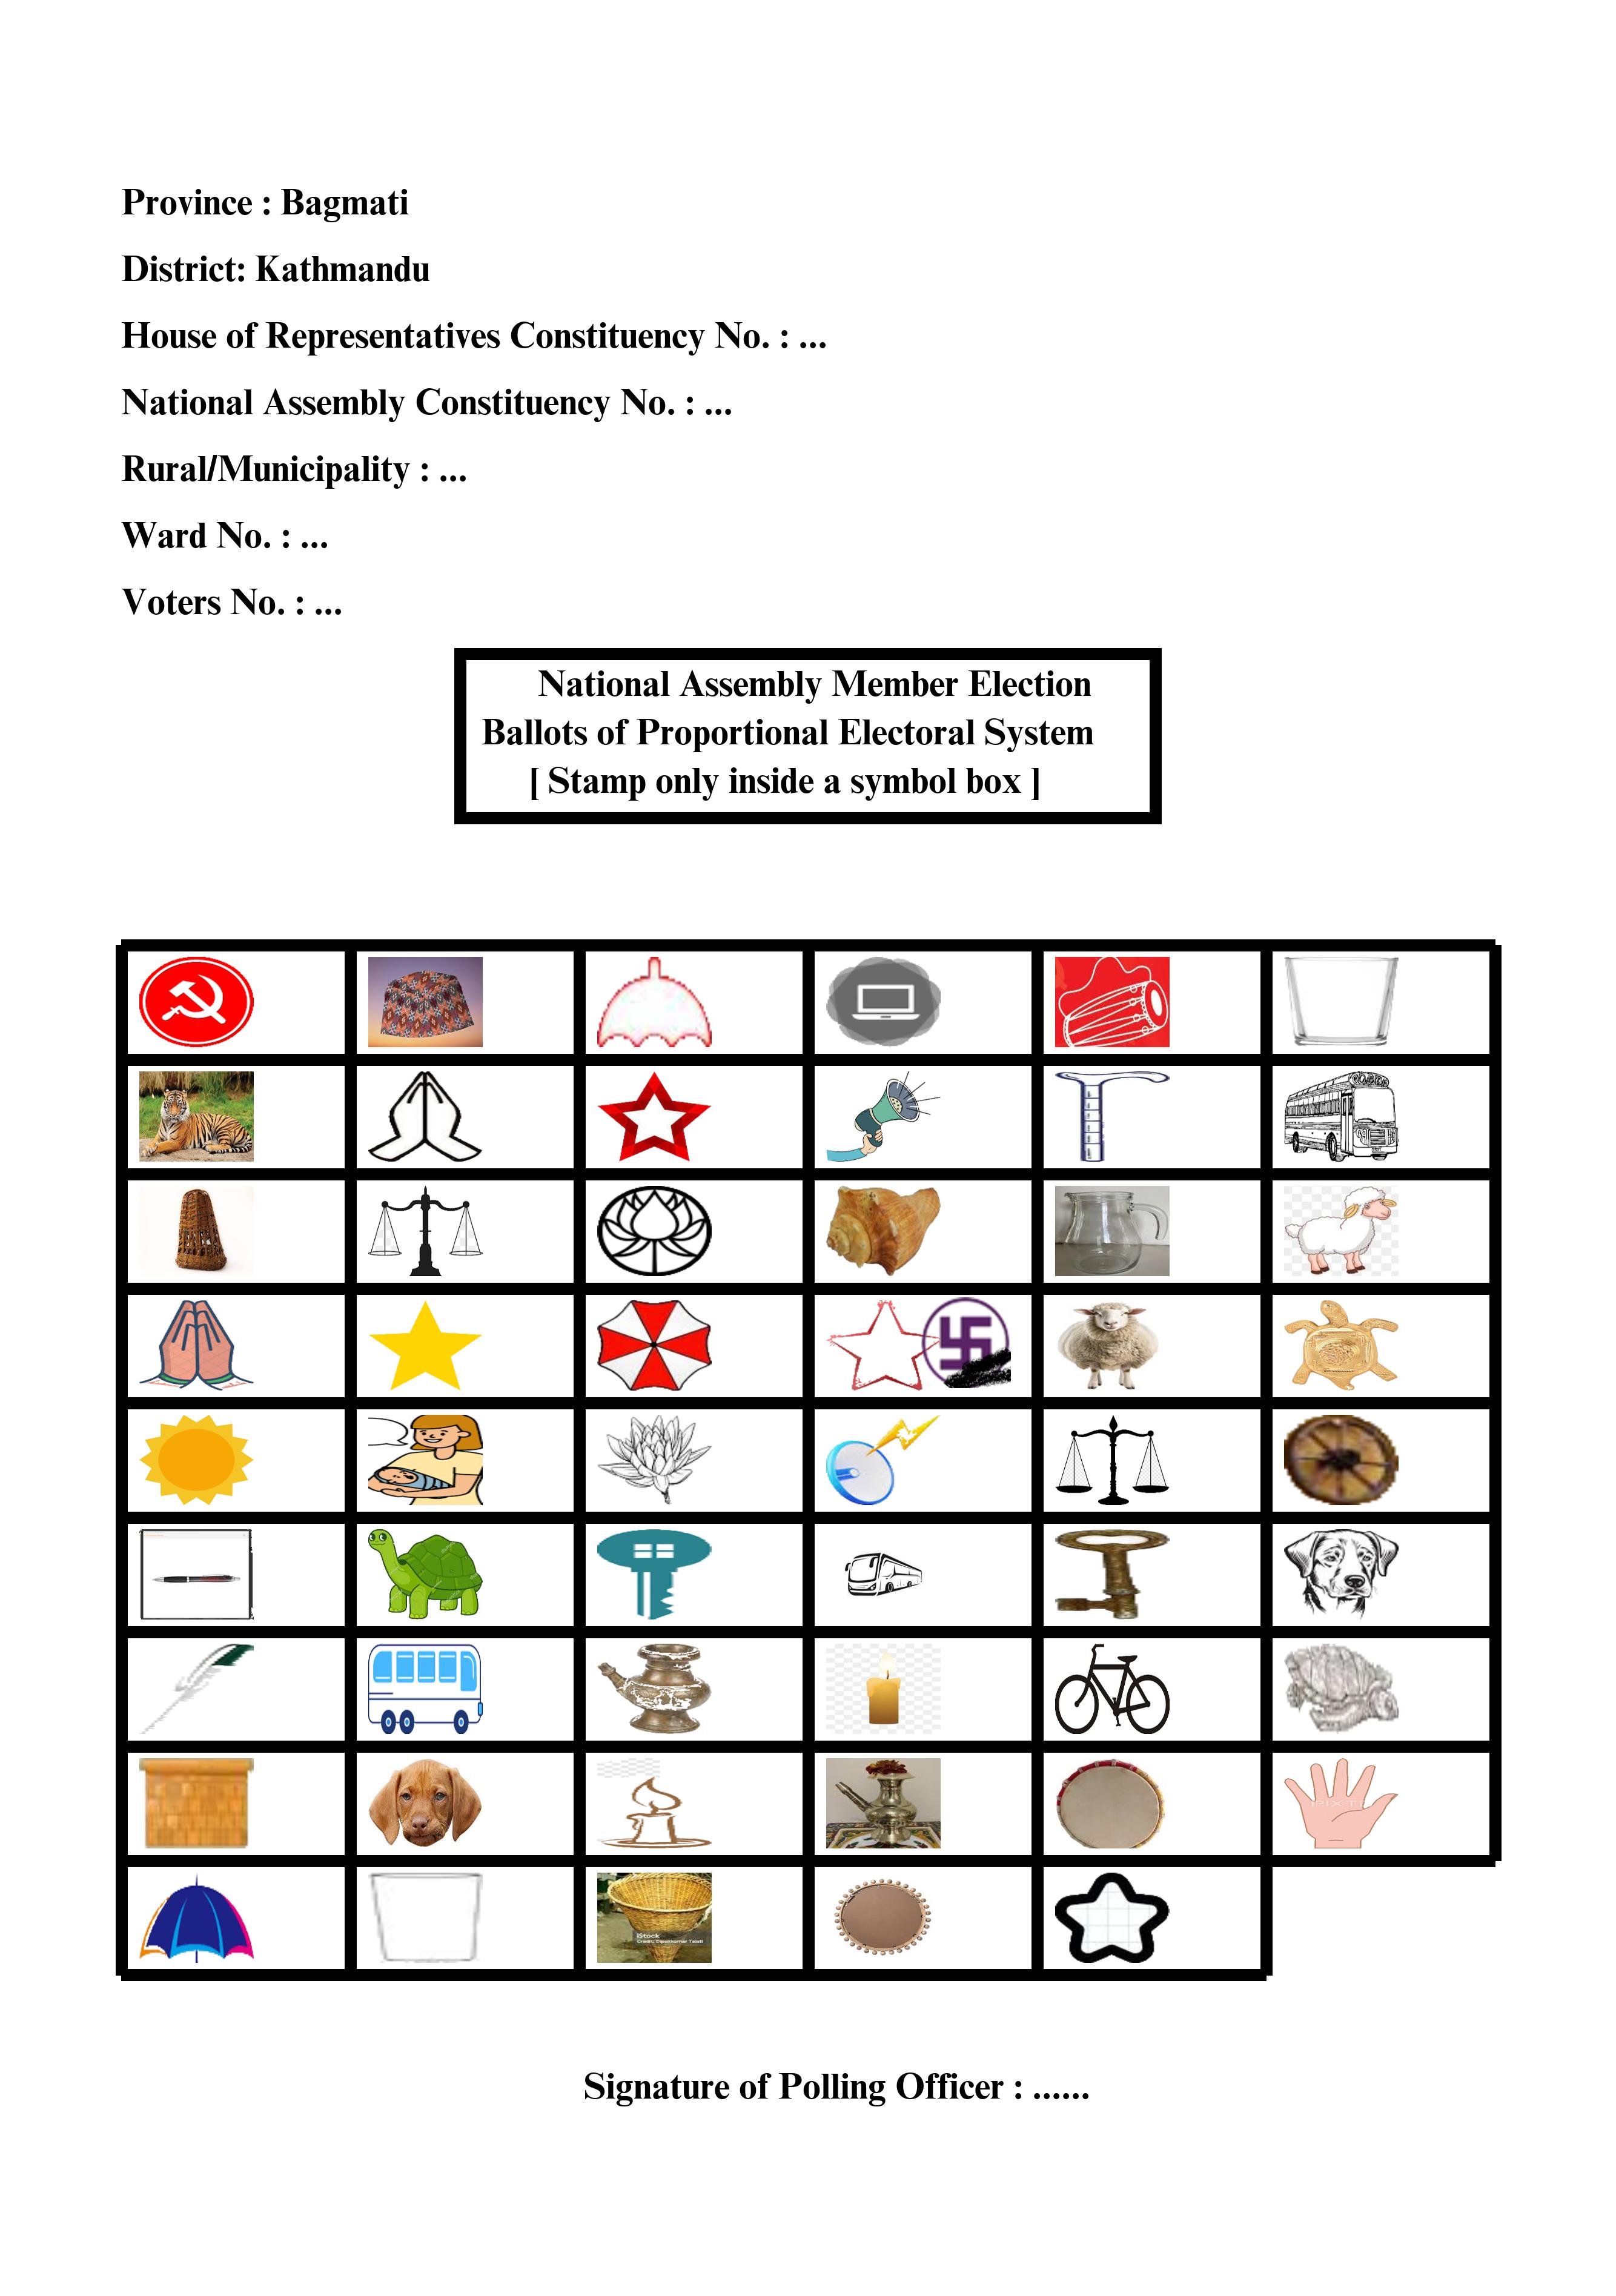 Province : Bagmati
District: Kathmandu
House of Representatives Constituency No. : ...
National Assembly Constituency No. : ...
Rural/Municipality : ...
Ward No. : ...
Voters No. : ...
National Assembly Member Election
Ballots of Proportional Electoral System
[ Stamp only inside a symbol box ]
iStock
Signature of Polling Officer : ......